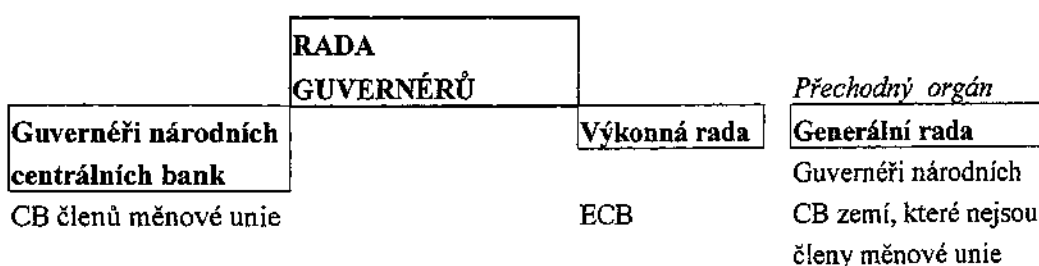 RADA
GUVERNÉRŮ
Přechodný orgán
Guvernéři národních
centrálních bank
Výkonná rada
Generální rada
Guvernéři národních
CB členů měnové unie
ECB
CB zemí, které nejsou
členy měnové unie